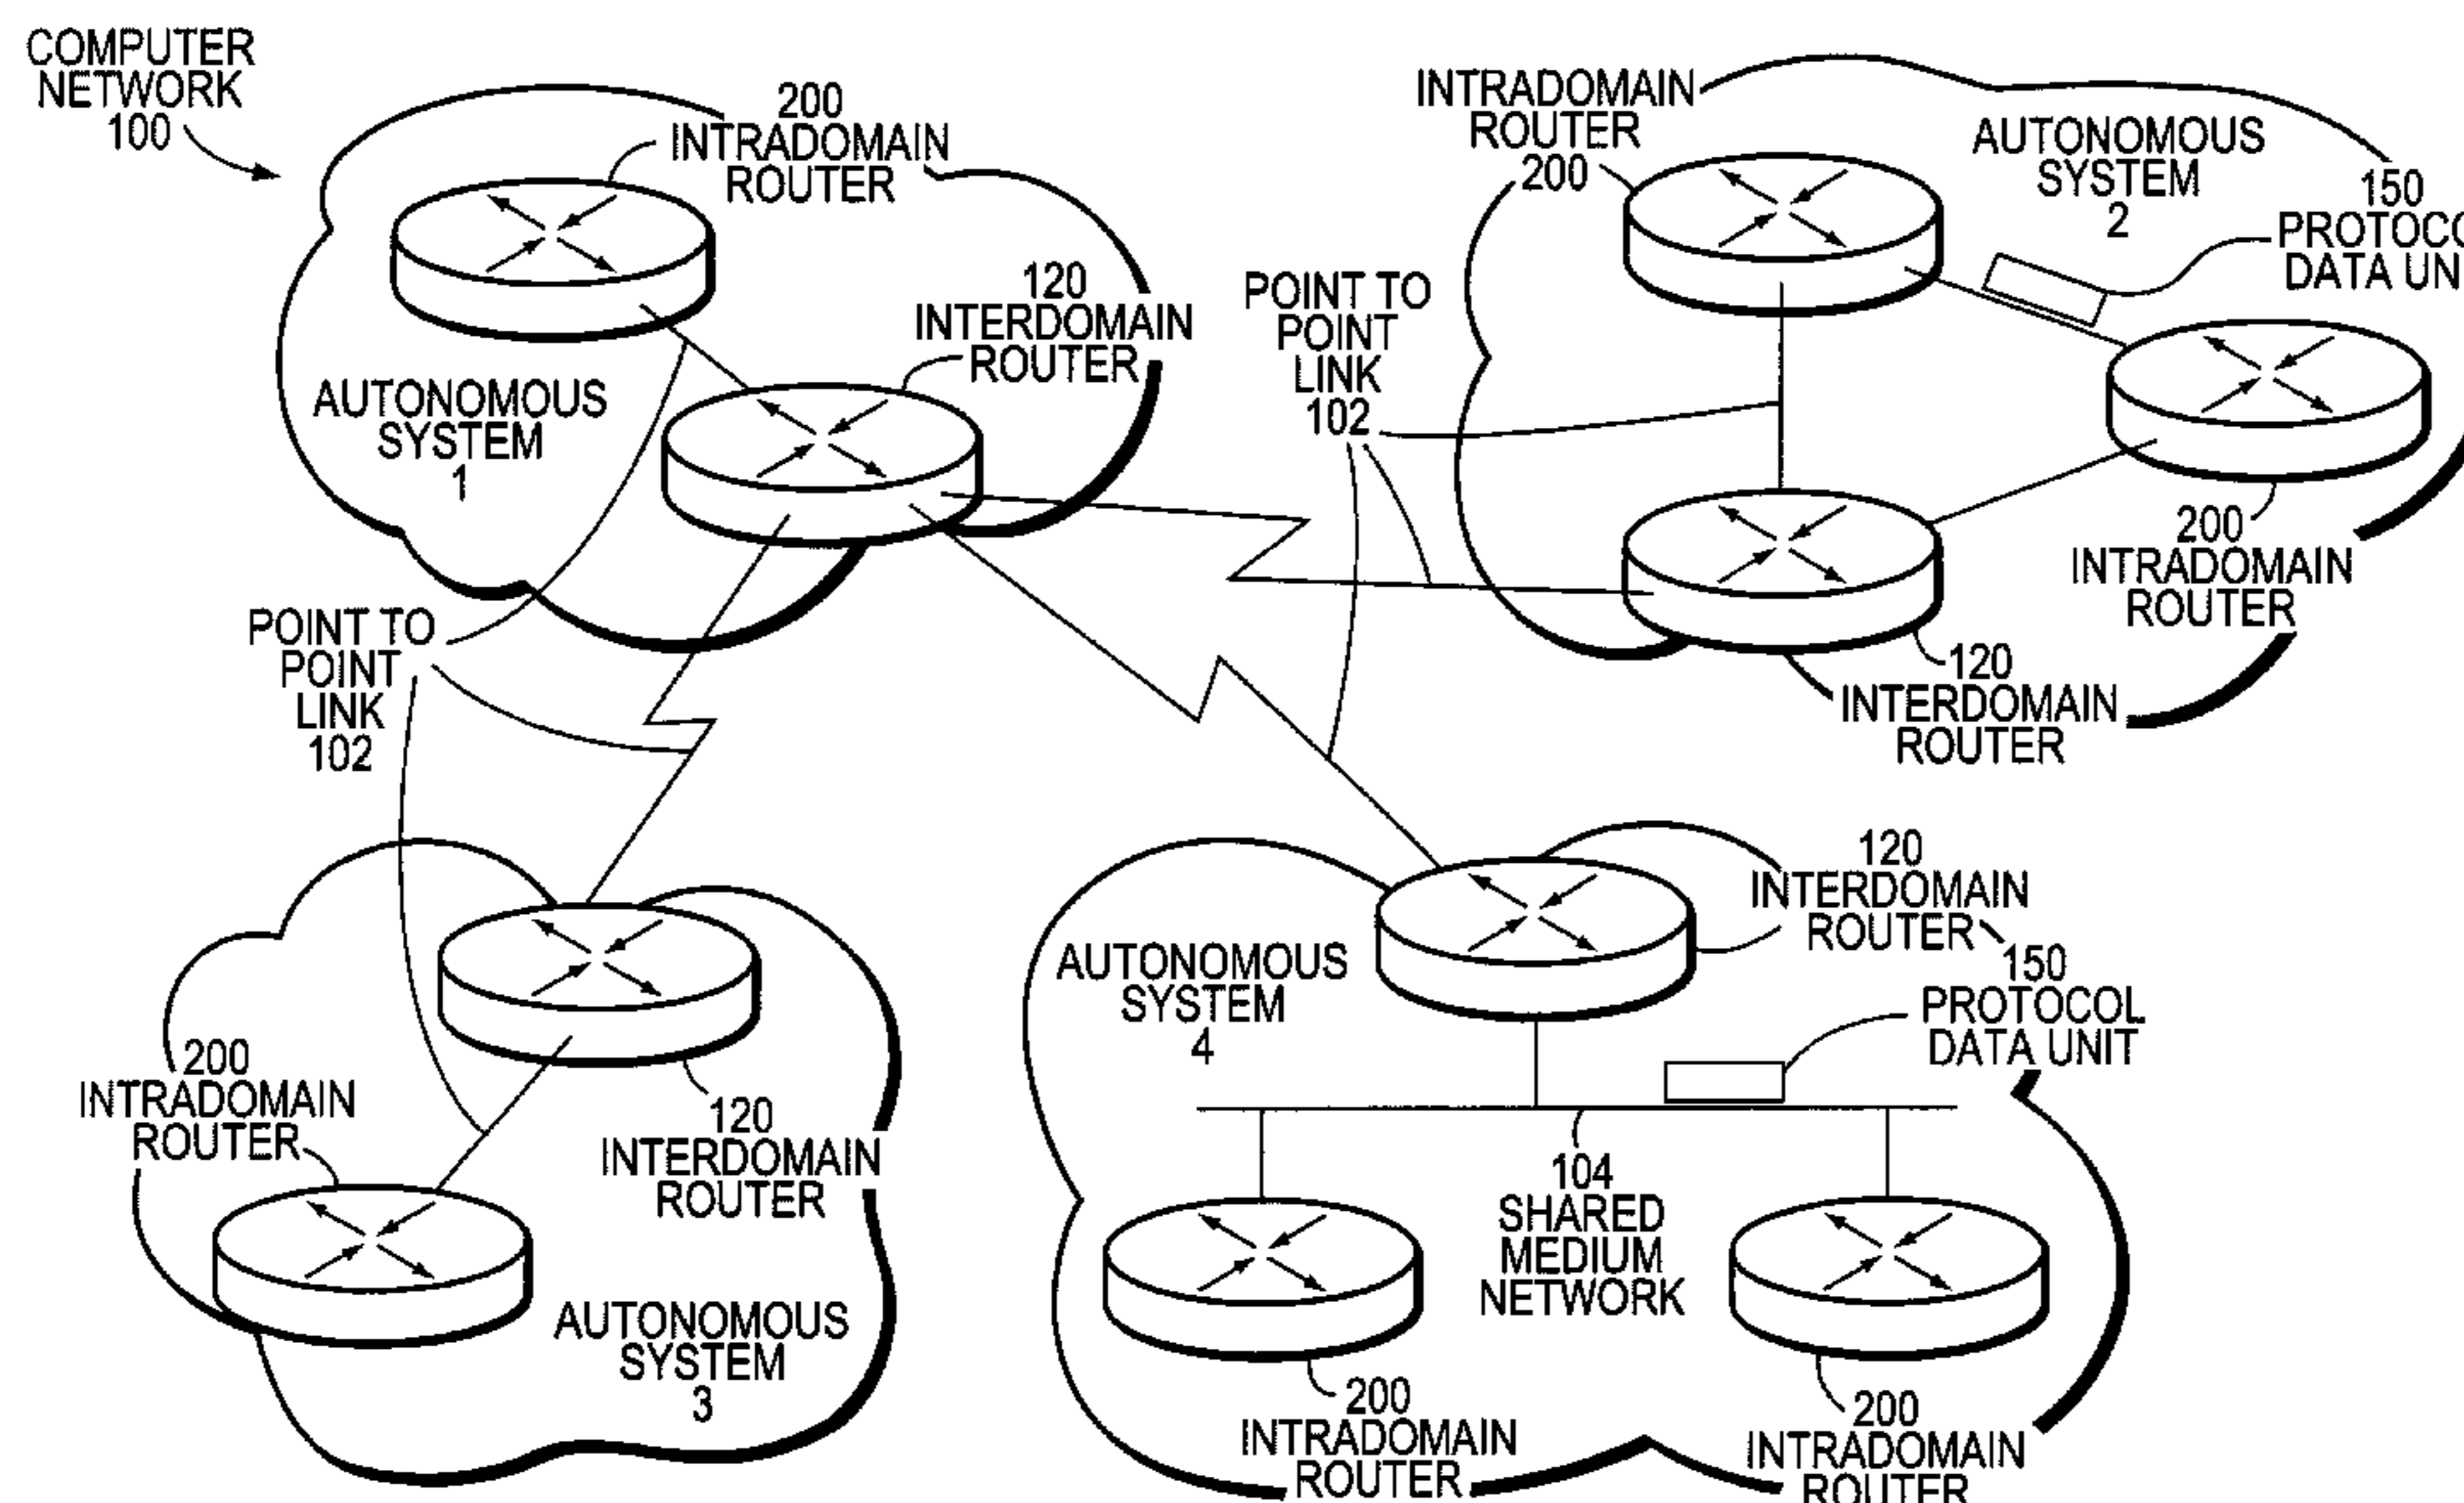 COMPUTER
NETWORK
100
200
INTRADOMAIN
ROUTER
120
INTERDOMAIN
ROUTER
AUTONOMOUS
SYSTEM
1
POINT TO
POINT
LINK
102
INTRADOMAIN
ROUTER
200
AUTONOMOUS
SYSTEM
2
150
PROTOCO
DATA UN
POINT TO
POINT
LINK
102
200
INTRADOMAIN
ROUTER
120
INTERDOMAIN
ROUTER
200
INTRADOMAIN
ROUTER
120
INTERDOMAIN
ROUTER
AUTONOMOUS
SYSTEM
3
120
INTERDOMAIN
ROUTER
AUTONOMOUS
SYSTEM
4
150
PROTOCOL
DATA UNIT
104
SHARED
MEDIUM
NETWORK
200
INTRADOMAIN
ROUTER
200
INTRADOMAIN
ROUTER